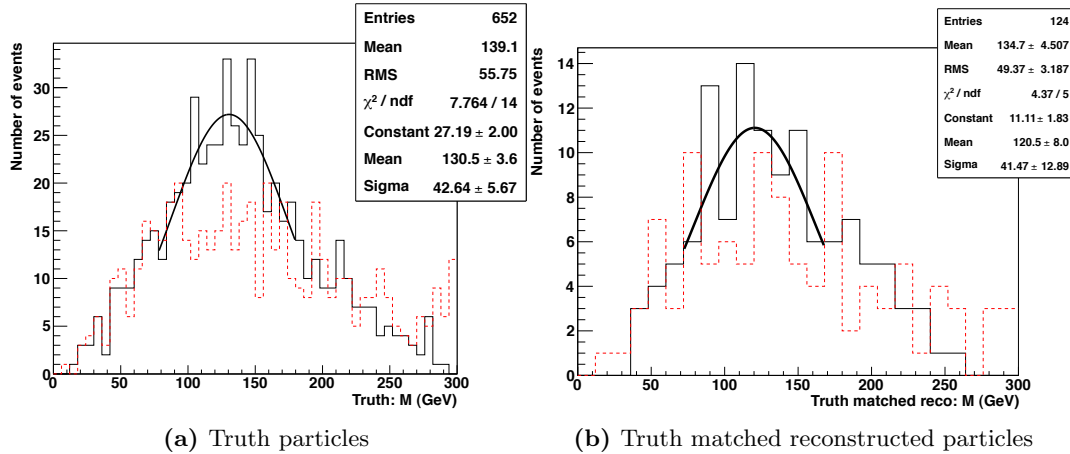 Entries 652
Mean 139.1
RMS 55.75
χ² / ndf 7.764 / 14
Constant 27.19 ± 2.00
Mean 130.5 ± 3.6
Sigma 42.64 ± 5.67
Number of events
30
25
20
15
10
5
0
0 50 100 150 200 250 300
Truth: M (GeV)
(a) Truth particles
Entries 124
Mean 134.7 ± 4.507
RMS 49.37 ± 3.187
χ² / ndf 4.37 / 5
Constant 11.11 ± 1.83
Mean 120.5 ± 8.0
Sigma 41.47 ± 12.89
Number of events
14
12
10
8
6
4
2
0
0 50 100 150 200 250 300
Truth matched reco: M (GeV)
(b) Truth matched reconstructed particles